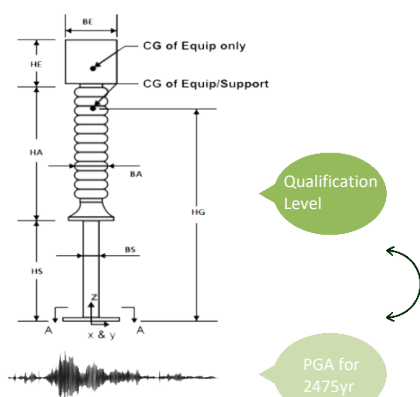 BE
CG of Equip only
HE
CG of Equip/Support
HA
BA
HG
Qualification
Level
BS
HS
Z
A
A
x & y
PGA for
2475yr